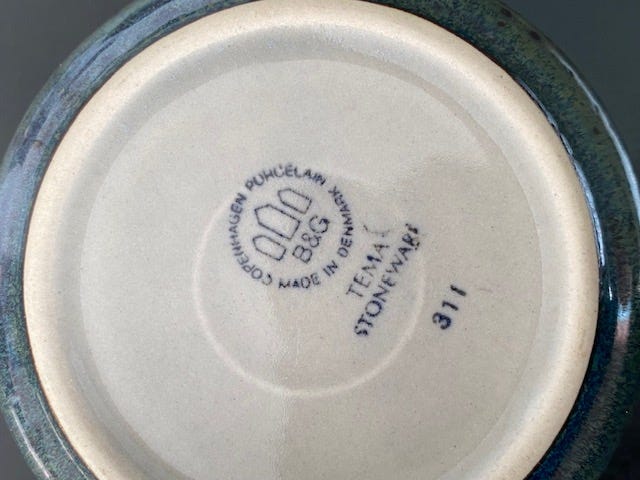 COPENHAGEN PORCELAIN
B&G
MADE IN DENMARK
TEMA
STONEWARE
311